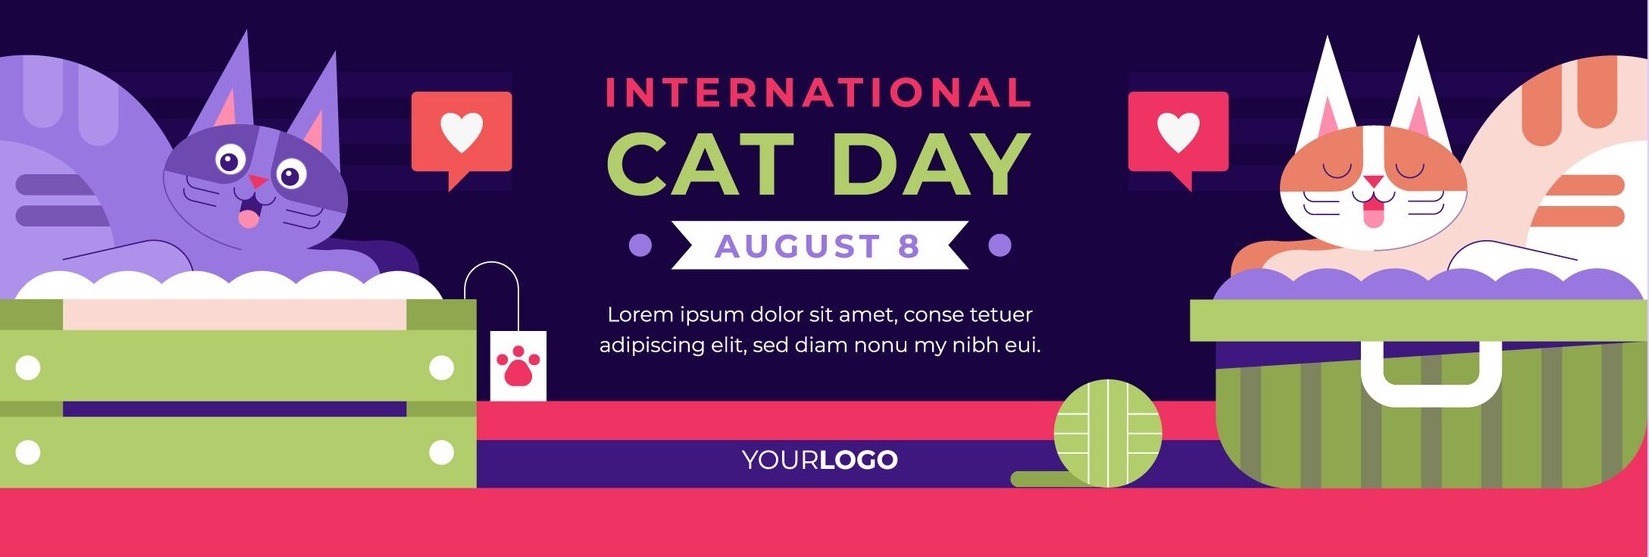 INTERNATIONAL
CAT DAY
AUGUST 8
Lorem ipsum dolor sit amet, conse tetuer
adipiscing elit, sed diam nonu my nibh eui.
YOURLOGO